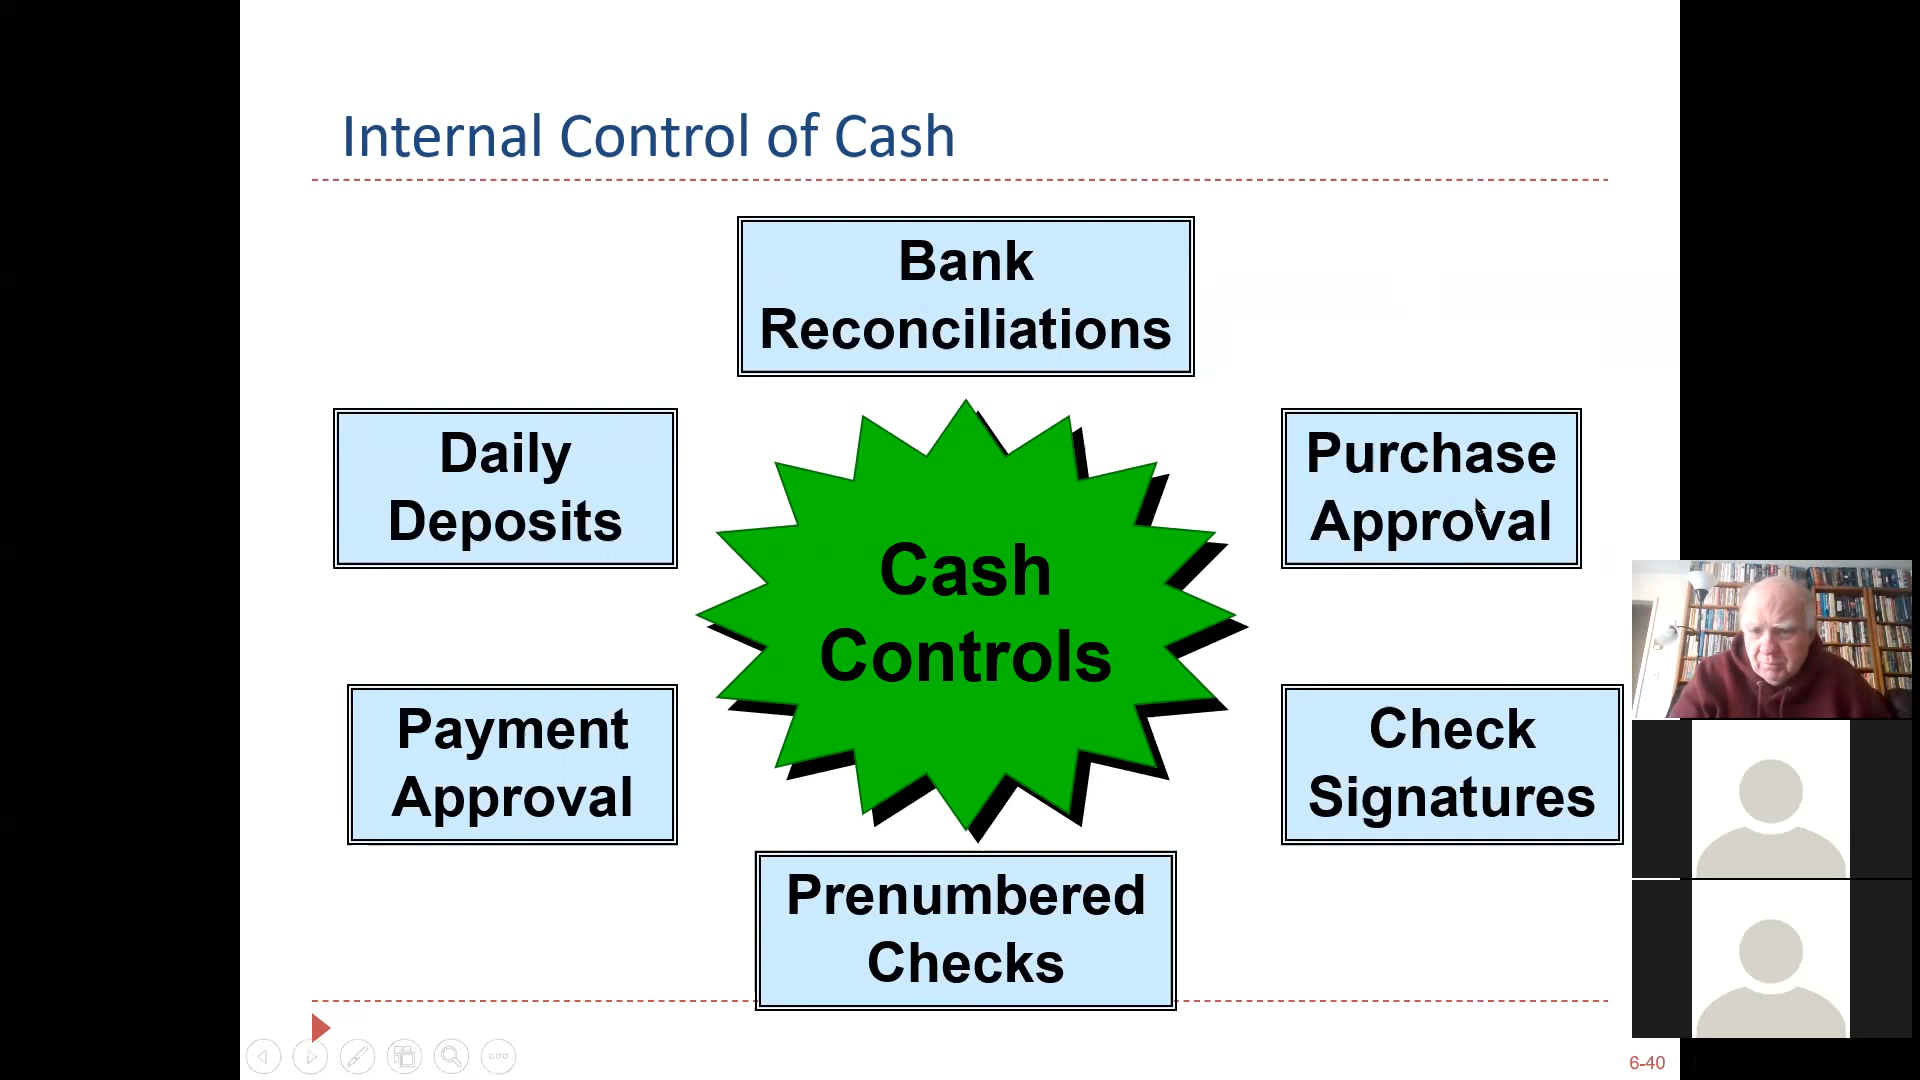 Internal Control of Cash
Bank
Reconciliations
Daily
Deposits
Purchase
Approval
Cash
Controls
Payment
Approval
Check
Signatures
Prenumbered
Checks
6-40